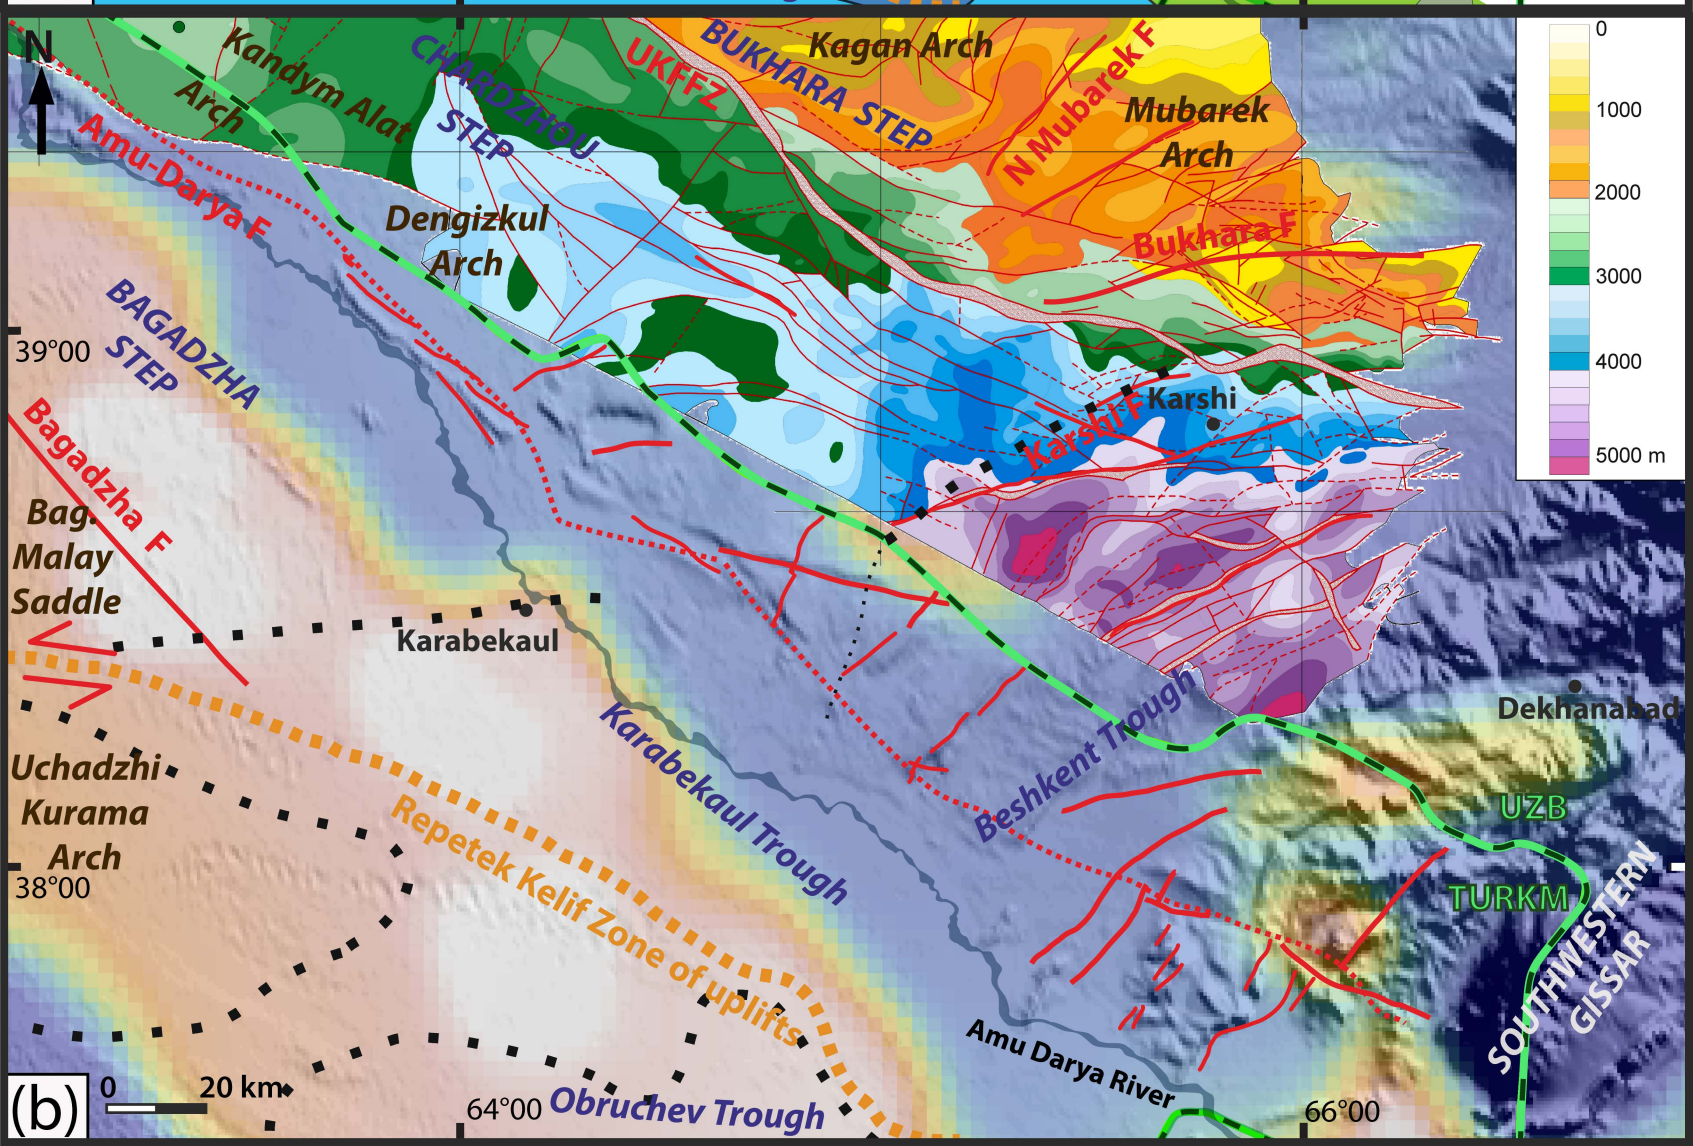 N
Kandym Alat
Arch
CHARDZHOU
STEP
UKFFZ
BUKHARA STEP
Kagan Arch
N Mubarek F
Mubarek
Arch
0
1000
2000
3000
4000
5000 m
Amu-Darya F
Dengizkul
Arch
Bukhara F
BAGADZHA
STEP
39°00
Karshi
Karshi F
Bagadzha F
Bag.
Malay
Saddle
Karabekaul
Dekhanabad
Karabekaul Trough
Beshkent Trough
Uchadzhi
Kurama
Arch
Repetek Kelif Zone of uplifts
UZB
TURKM
38°00
SOUTHWESTERN
GISSAR
Amu Darya River
(b)
0 20 km
64°00
Obruchev Trough
66°00